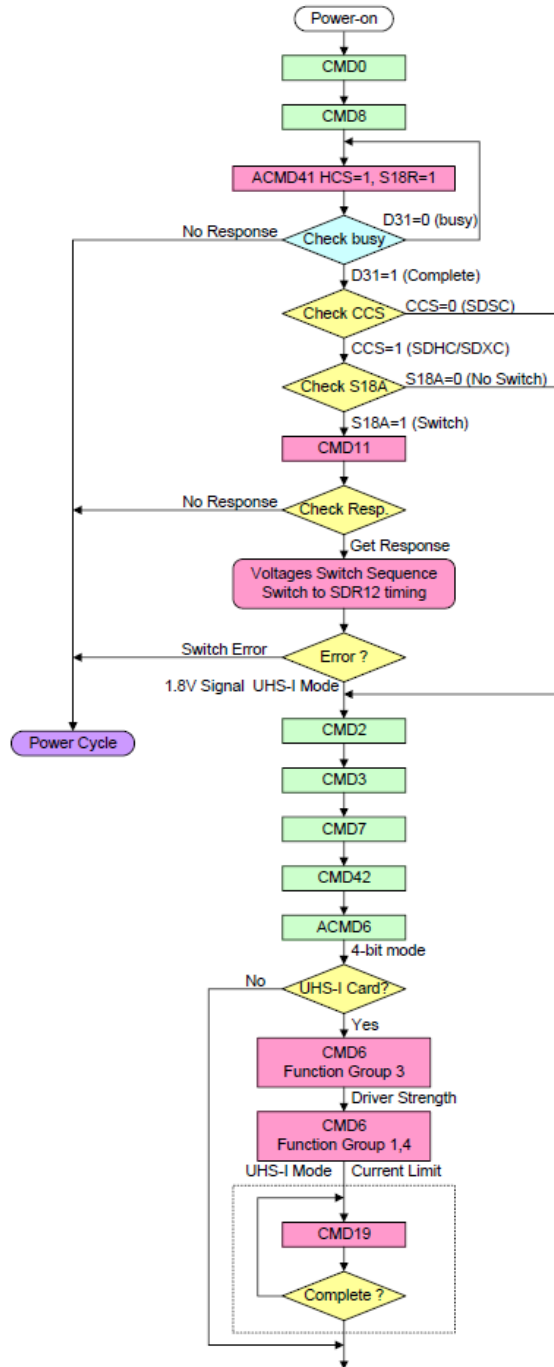 Power-on
CMD0
CMD8
ACMD41 HCS=1, S18R=1
D31=0 (busy)
No Response
Check busy
D31=1 (Complete)
CCS=0 (SDSC)
Check CCS
CCS=1 (SDHC/SDXC)
S18A=0 (No Switch)
Check S18A
S18A=1 (Switch)
CMD11
No Response
Check Resp.
Get Response
Voltages Switch Sequence
Switch to SDR12 timing
Switch Error
Error ?
1.8V Signal UHS-I Mode
CMD2
Power Cycle
CMD3
CMD7
CMD42
ACMD6
4-bit mode
No
UHS-I Card?
Yes
CMD6
Function Group 3
Driver Strength
CMD6
Function Group 1,4
UHS-I Mode
Current Limit
CMD19
Complete ?